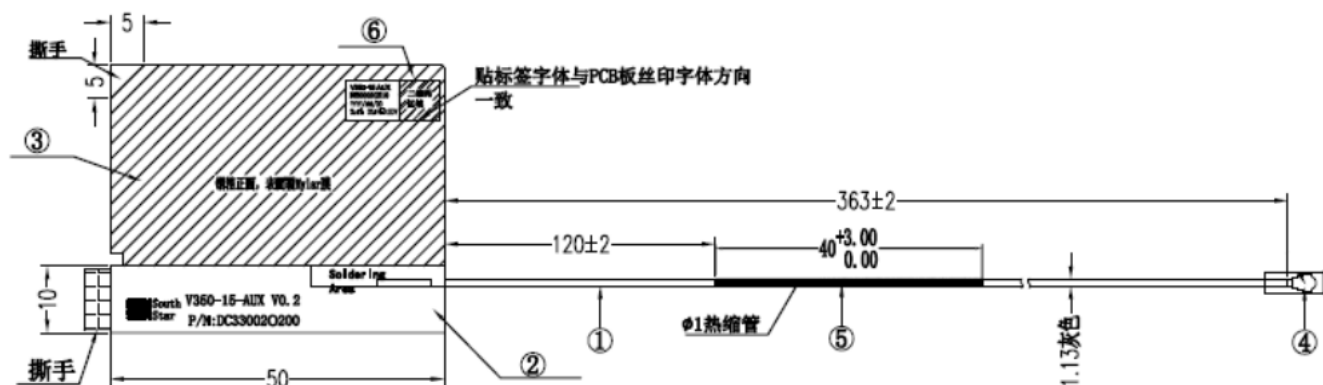 5
撕手
5
⑥
贴标签字体与PCB板丝印字体方向
一致
V350-15-AUX
③
363±2
120±2
40+3.00
0.00
Soldering
Area
10
South
Star
V350-15-AUX V0.2
P/N:DC33002O200
②
①
φ1热缩管
⑤
1.13灰色
④
撕手
50